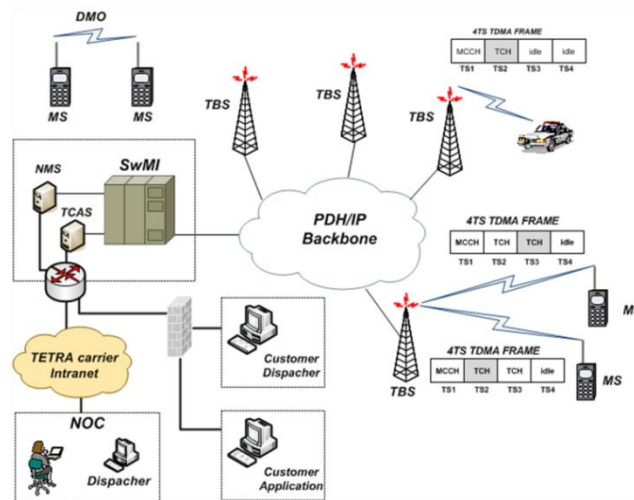 DMO
MS
MS
TBS
TBS
TBS
4TS TDMA FRAME
MCCH TCH idle idle
TS1 TS2 TS3 TS4
NMS
SwMI
TCAS
PDH/IP
Backbone
4TS TDMA FRAME
MCCH TCH TCH idle
TS1 TS2 TS3 TS4
M
TETRA carrier
Intranet
Customer
Dispacher
TBS
4TS TDMA FRAME
MCCH TCH TCH idle
TS1 TS2 TS3 TS4
MS
NOC
Dispacher
Customer
Application